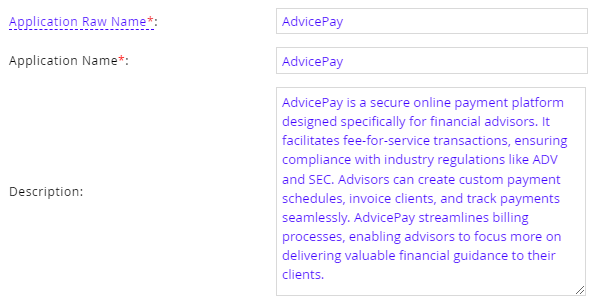 Application Raw Name*: AdvicePay
Application Name*: AdvicePay
Description:
AdvicePay is a secure online payment platform
designed specifically for financial advisors. It
facilitates fee-for-service transactions, ensuring
compliance with industry regulations like ADV
and SEC. Advisors can create custom payment
schedules, invoice clients, and track payments
seamlessly. AdvicePay streamlines billing
processes, enabling advisors to focus more on
delivering valuable financial guidance to their
clients.